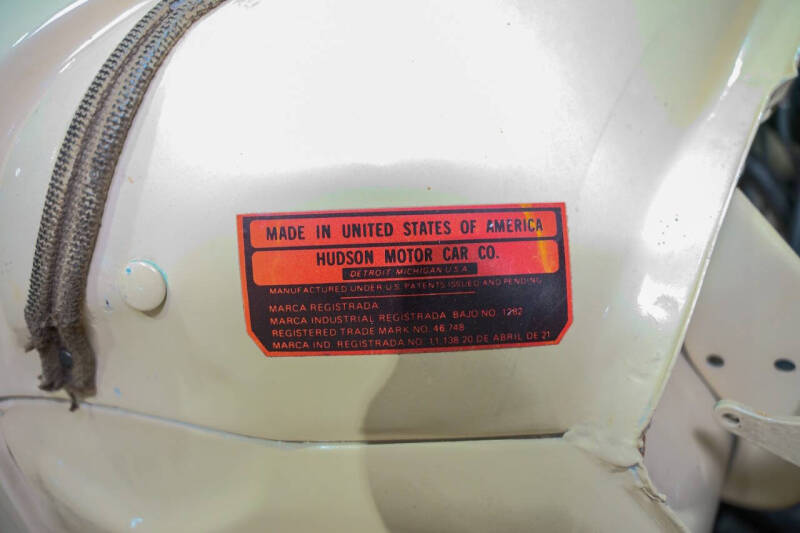 MADE IN UNITED STATES OF AMERICA
HUDSON MOTOR CAR CO.
DETROIT MICHIGAN U.S.A.
MANUFACTURED UNDER U.S. PATENTS ISSUED AND PENDING
MARCA REGISTRADA
MARCA INDUSTRIAL REGISTRADA BAJO NO. 1282
REGISTERED TRADE MARK NO. 46,748
MARCA IND. REGISTRADA NO. 11,138 20 DE ABRIL DE 21